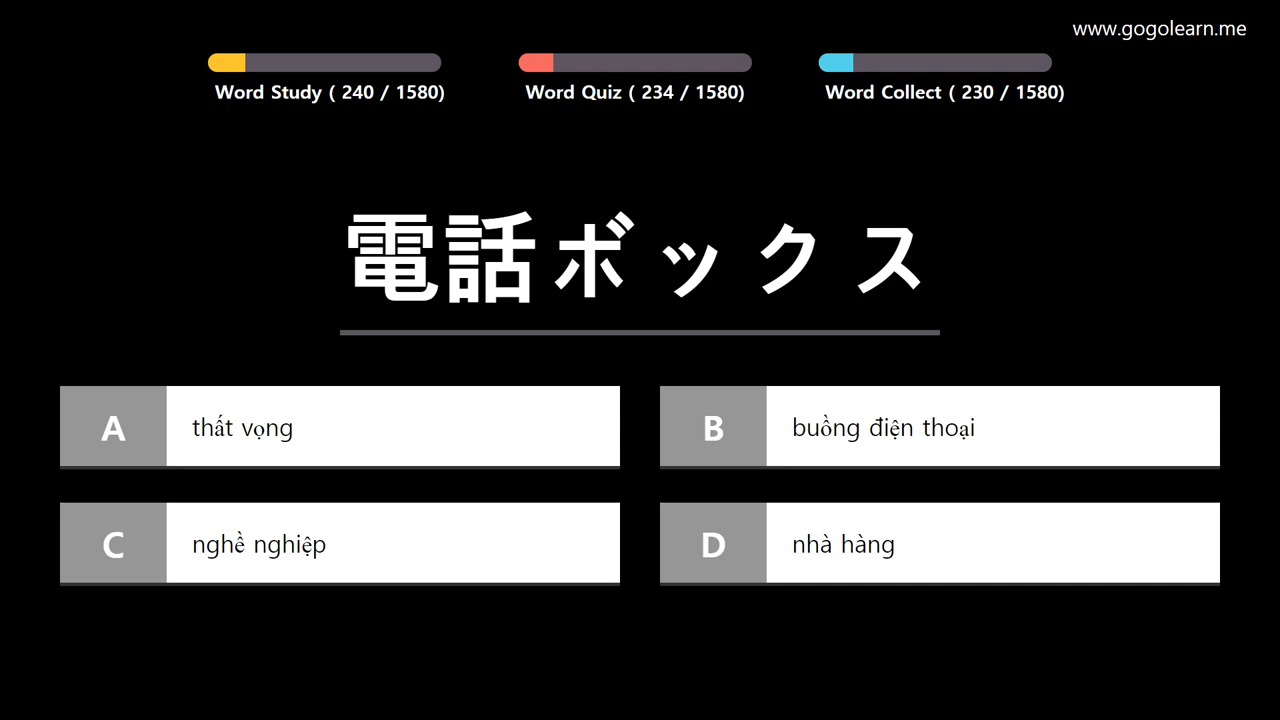 www.gogolearn.me
Word Study ( 240 / 1580)
Word Quiz ( 234 / 1580)
Word Collect ( 230 / 1580)
電話ボックス
A thất vọng
B buồng điện thoại
C nghề nghiệp
D nhà hàng